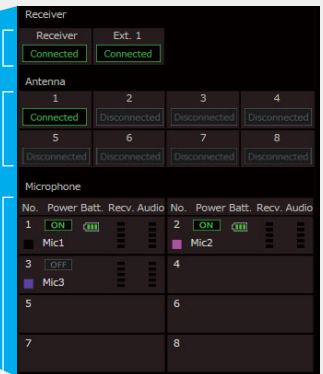 Receiver
Receiver Ext. 1
Connected Connected
Antenna
1 2 3 4
Connected Disconnected Disconnected Disconnected
5 6 7 8
Disconnected Disconnected Disconnected Disconnected
Microphone
No. Power Batt. Recv. Audio No. Power Batt. Recv. Audio
1 ON 2 ON
Mic1 Mic2
3 OFF 4
Mic3
5 6
7 8